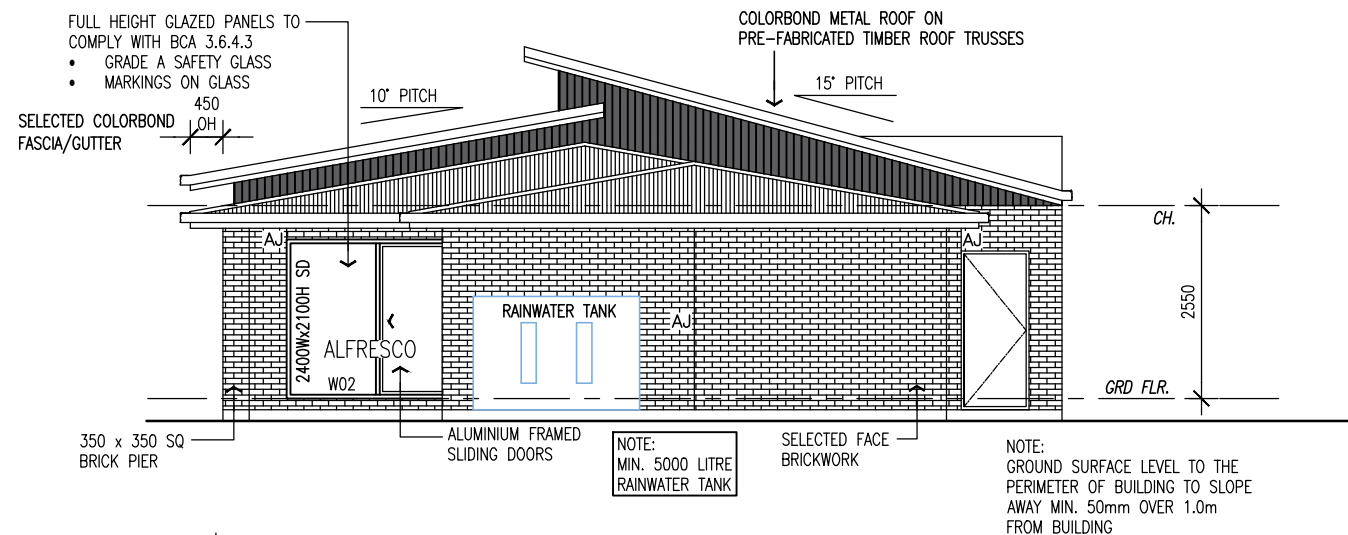 FULL HEIGHT GLAZED PANELS TO
COMPLY WITH BCA 3.6.4.3
• GRADE A SAFETY GLASS
• MARKINGS ON GLASS
450
OH
SELECTED COLORBOND
FASCIA/GUTTER
10° PITCH
COLORBOND METAL ROOF ON
PRE-FABRICATED TIMBER ROOF TRUSSES
15° PITCH
CH.
AJ
AJ
2400Wx2100H SD
ALFRESCO
W02
RAINWATER TANK
AJ
2550
GRD FLR.
350 x 350 SQ
BRICK PIER
ALUMINIUM FRAMED
SLIDING DOORS
NOTE:
MIN. 5000 LITRE
RAINWATER TANK
SELECTED FACE
BRICKWORK
NOTE:
GROUND SURFACE LEVEL TO THE
PERIMETER OF BUILDING TO SLOPE
AWAY MIN. 50mm OVER 1.0m
FROM BUILDING